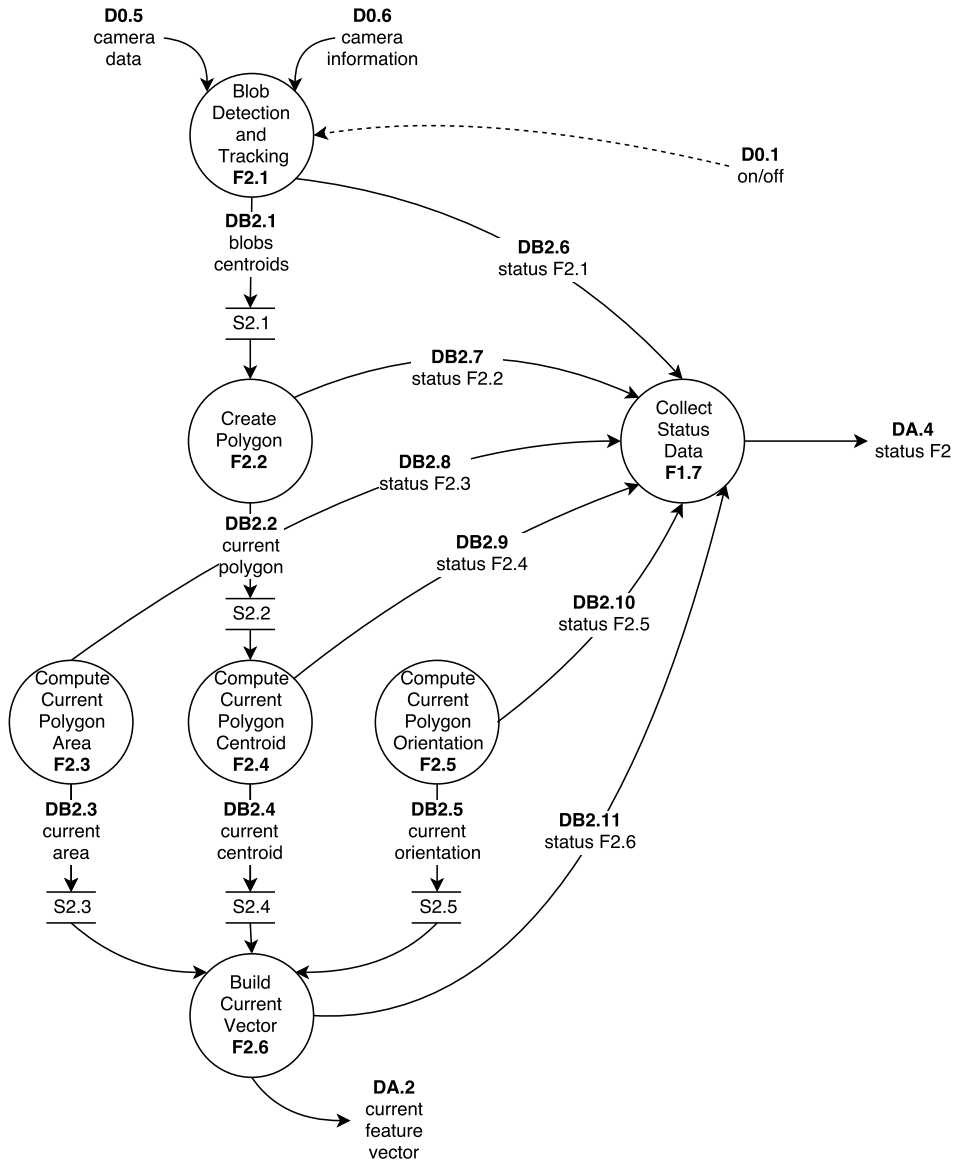 D0.5
camera
data
D0.6
camera
information
Blob
Detection
and
Tracking
F2.1
D0.1
on/off
DB2.1
blobs
centroids
DB2.6
status F2.1
S2.1
DB2.7
status F2.2
Create
Polygon
F2.2
Collect
Status
Data
F1.7
DA.4
status F2
DB2.8
status F2.3
DB2.2
current
polygon
DB2.9
status F2.4
S2.2
DB2.10
status F2.5
Compute
Current
Polygon
Area
F2.3
Compute
Current
Polygon
Centroid
F2.4
Compute
Current
Polygon
Orientation
F2.5
DB2.3
current
area
DB2.4
current
centroid
DB2.5
current
orientation
DB2.11
status F2.6
S2.3
S2.4
S2.5
Build
Current
Vector
F2.6
DA.2
current
feature
vector